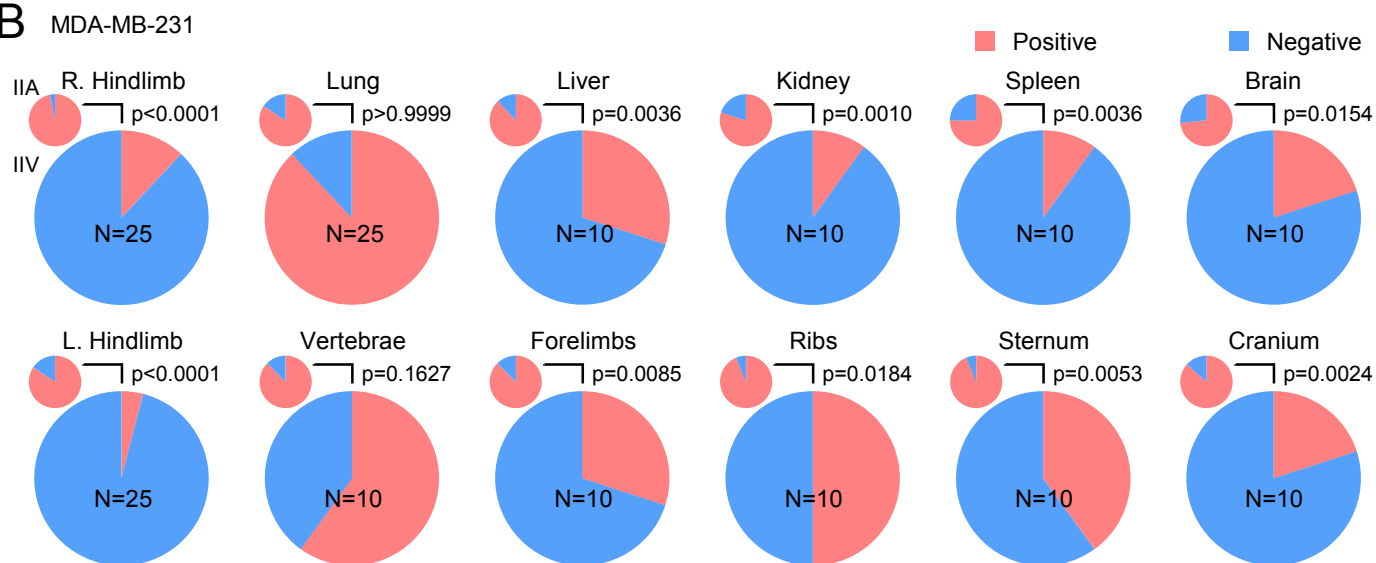 B MDA-MB-231
Positive Negative
IIA R. Hindlimb Lung Liver Kidney Spleen Brain
p<0.0001 p>0.9999 p=0.0036 p=0.0010 p=0.0036 p=0.0154
IIV
N=25 N=25 N=10 N=10 N=10 N=10
L. Hindlimb Vertebrae Forelimbs Ribs Sternum Cranium
p<0.0001 p=0.1627 p=0.0085 p=0.0184 p=0.0053 p=0.0024
N=25 N=10 N=10 N=10 N=10 N=10